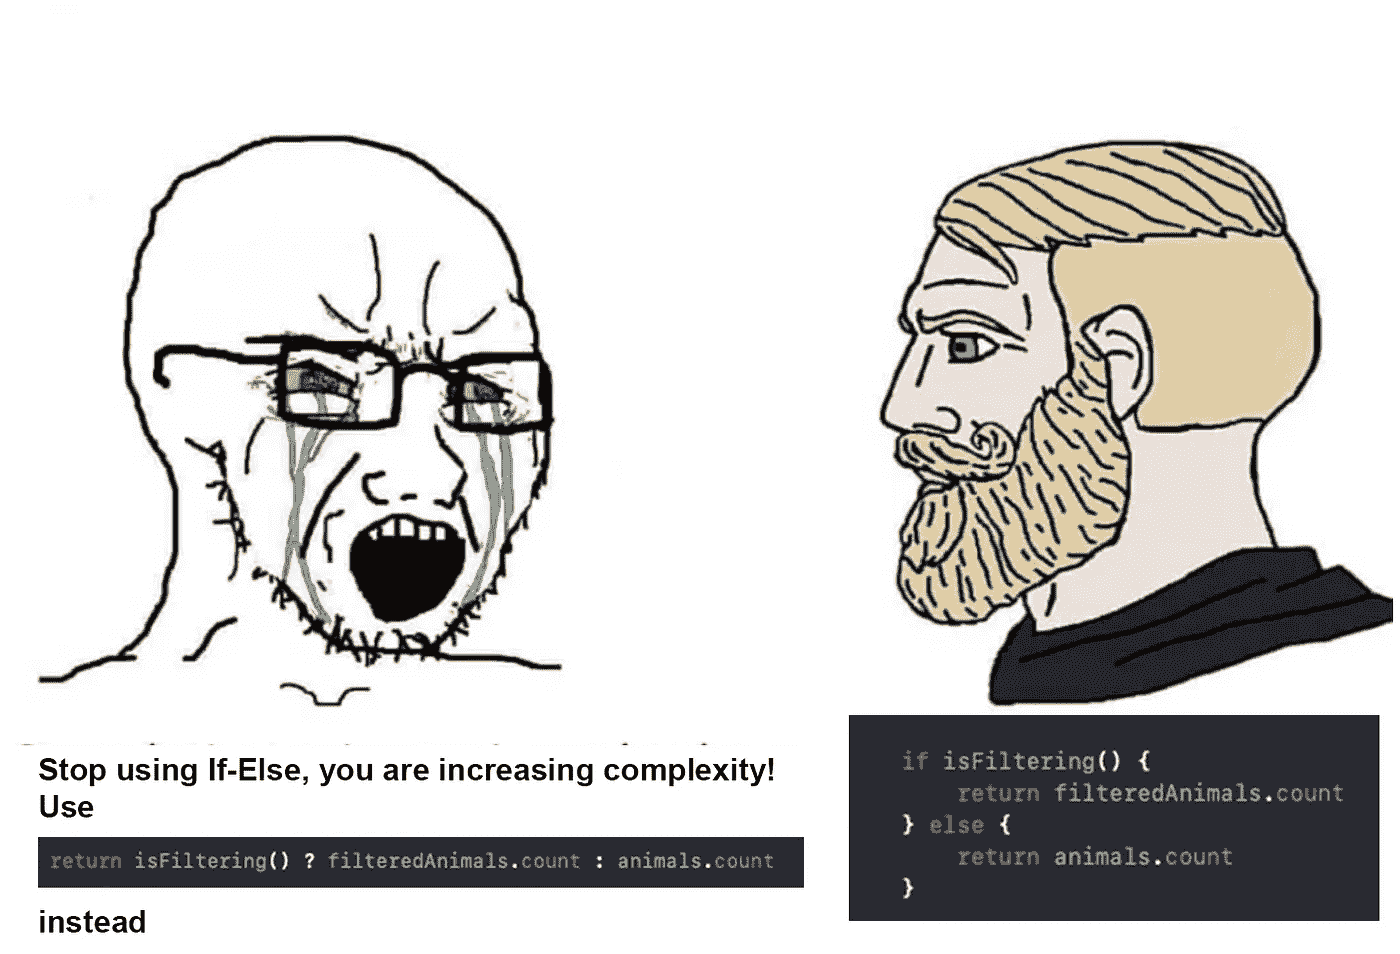 Stop using If-Else, you are increasing complexity!
Use
return isFiltering() ? filteredAnimals.count : animals.count
instead
if isFiltering() {
    return filteredAnimals.count
} else {
    return animals.count
}